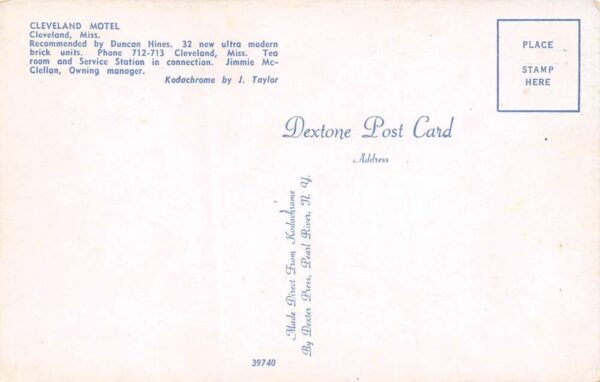 CLEVELAND MOTEL
Cleveland, Miss.
Recommended by Duncan Hines. 32 new ultra modern
brick units. Phone 712-713 Cleveland, Miss. Tea
room and Service Station in connection. Jimmie Mc-
Clellan, Owning manager.
Kodachrome by J. Taylor
PLACE
STAMP
HERE
Dextone Post Card
Address
Made Direct From Kodachrome
By Dexter Press, Pearl River, N. Y.
39740